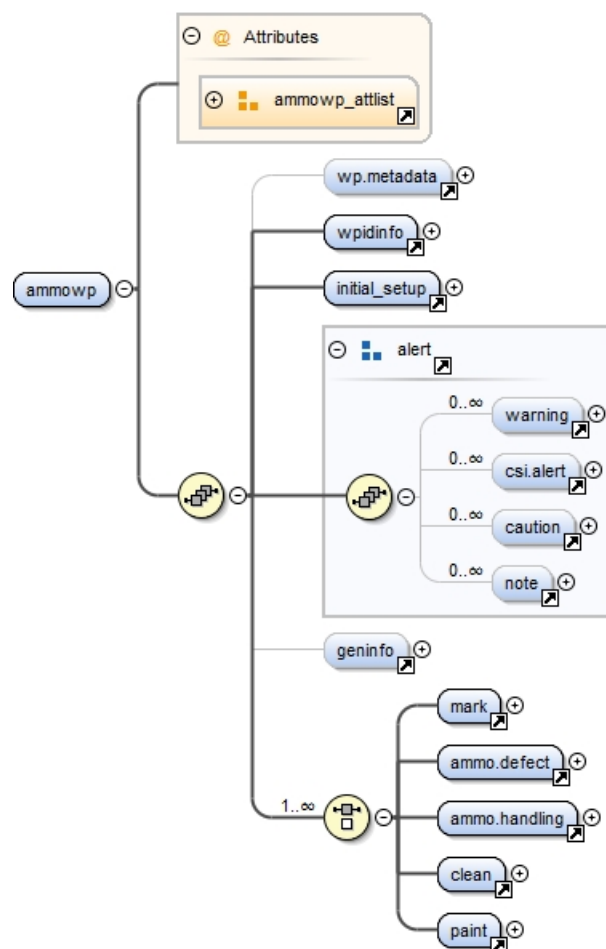 @ Attributes
ammowp_attlist
wp.metadata
wpidinfo
ammowp
initial_setup
alert
0..∞ warning
0..∞ csi.alert
0..∞ caution
0..∞ note
geninfo
mark
ammo.defect
1..∞
ammo.handling
clean
paint